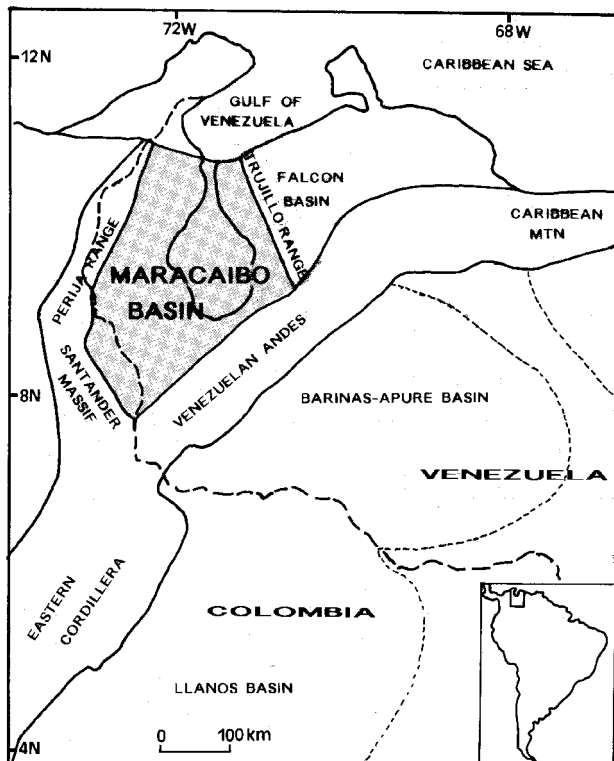 72W
68W
12N
CARIBBEAN SEA
GULF OF
VENEZUELA
TRUJILLO RANGE
FALCON
BASIN
CARIBBEAN
MTN
PERIJA RANGE
MARACAIBO
BASIN
SANTANDER
MASSIF
VENEZUELAN ANDES
8N
BARINAS-APURE BASIN
VENEZUELA
EASTERN
CORDILLERA
COLOMBIA
LLANOS BASIN
0 100 km
4N